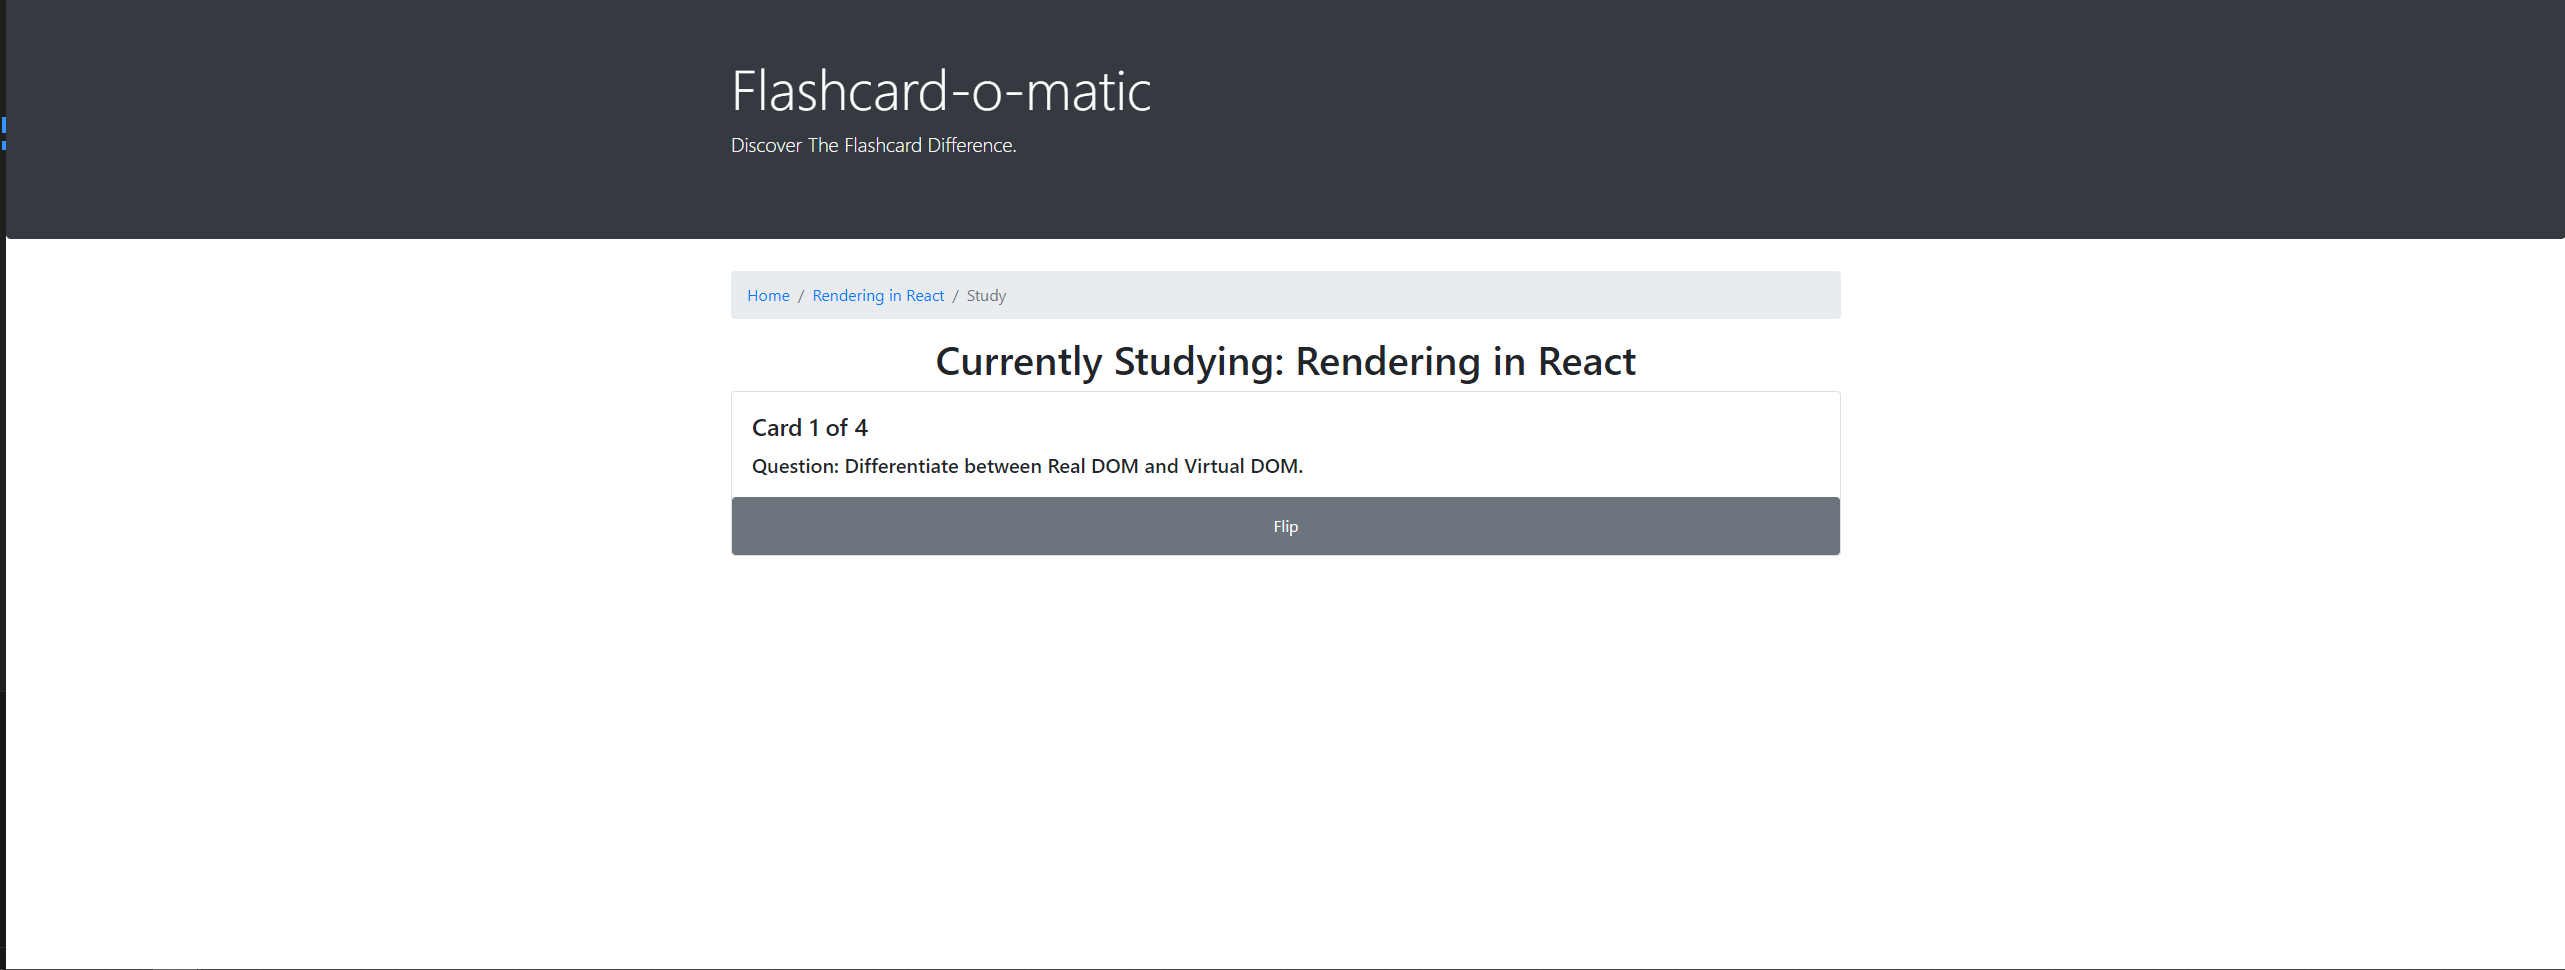 Flashcard-o-matic
Discover The Flashcard Difference.
Home / Rendering in React / Study
Currently Studying: Rendering in React
Card 1 of 4
Question: Differentiate between Real DOM and Virtual DOM.
Flip